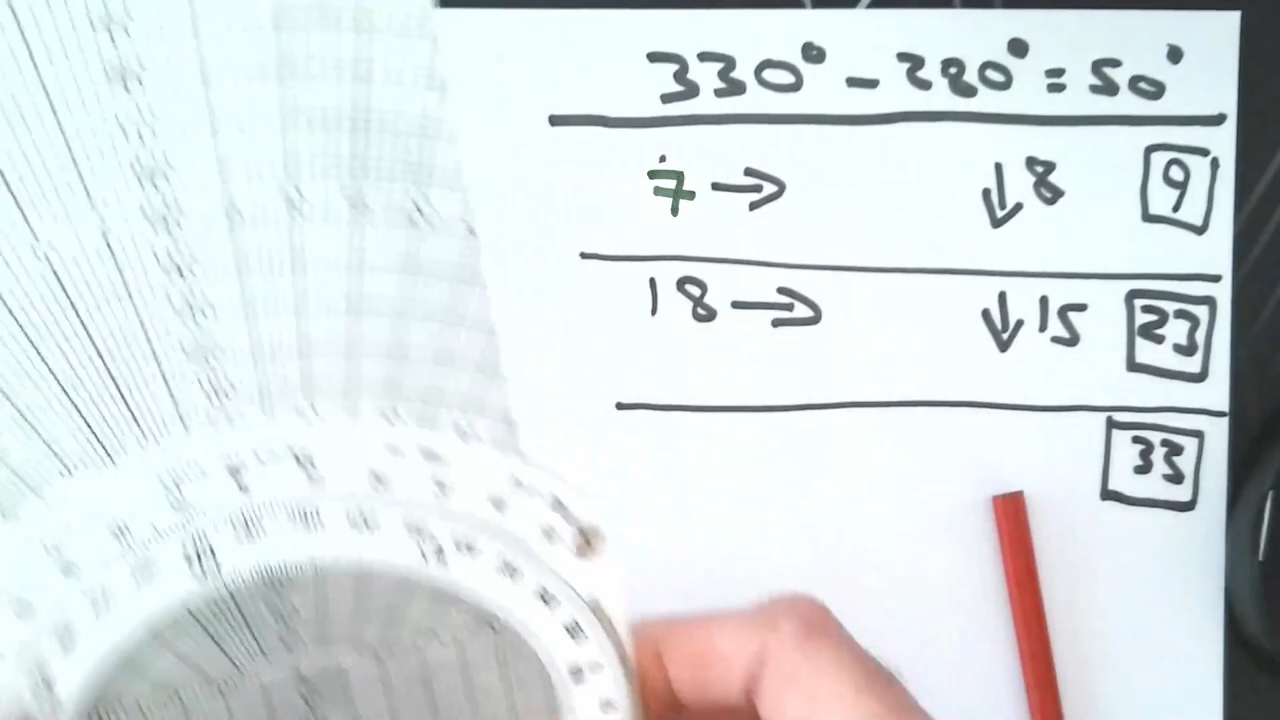 330° - 280° = 50°
7 → ↓ 8 9
18 → ↓ 15 23
33